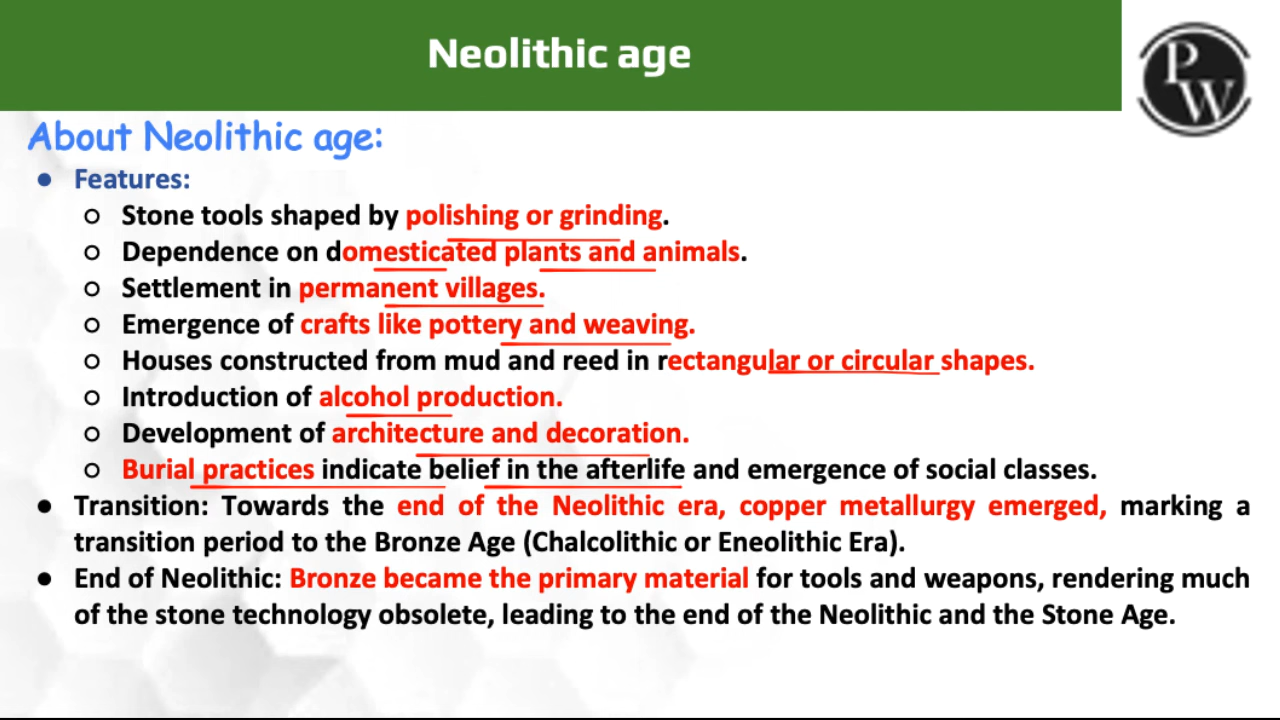 Neolithic age
P
W
About Neolithic age:
● Features:
○ Stone tools shaped by polishing or grinding.
○ Dependence on domesticated plants and animals.
○ Settlement in permanent villages.
○ Emergence of crafts like pottery and weaving.
○ Houses constructed from mud and reed in rectangular or circular shapes.
○ Introduction of alcohol production.
○ Development of architecture and decoration.
○ Burial practices indicate belief in the afterlife and emergence of social classes.
● Transition: Towards the end of the Neolithic era, copper metallurgy emerged, marking a
transition period to the Bronze Age (Chalcolithic or Eneolithic Era).
● End of Neolithic: Bronze became the primary material for tools and weapons, rendering much
of the stone technology obsolete, leading to the end of the Neolithic and the Stone Age.